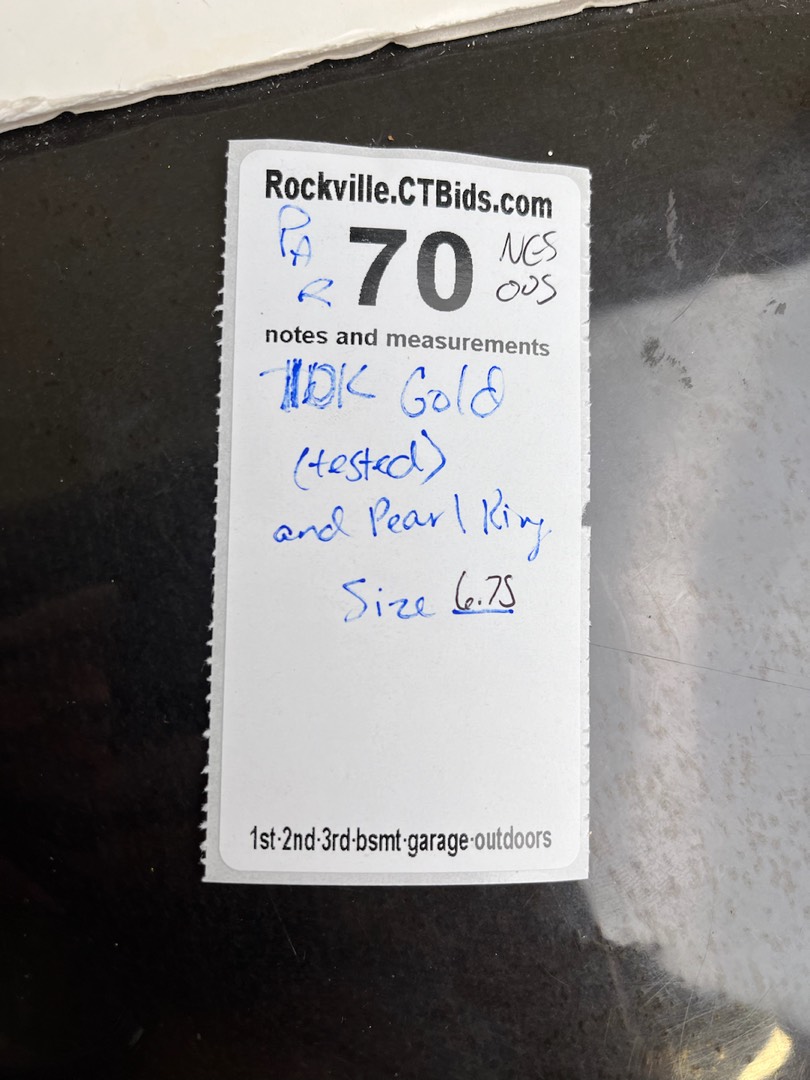 Rockville.CTBids.com
PA
R
70
NGS
005
notes and measurements
10K Gold
(tested)
and Pearl Ring
Size 6.75
1st·2nd·3rd·bsmt·garage·outdoors